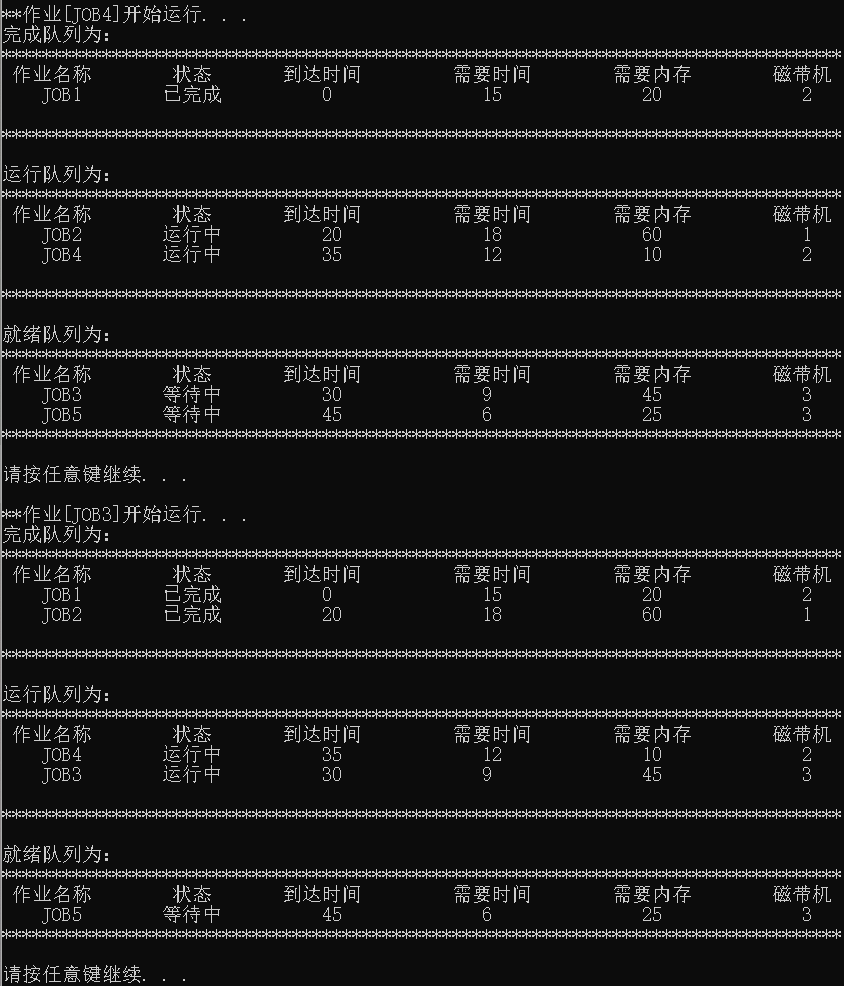 **作业[JOB4]开始运行. . .
完成队列为:
************************************************************************************
作业名称 状态 到达时间 需要时间 需要内存 磁带机
JOB1 已完成 0 15 20 2
************************************************************************************
运行队列为:
************************************************************************************
作业名称 状态 到达时间 需要时间 需要内存 磁带机
JOB2 运行中 20 18 60 1
JOB4 运行中 35 12 10 2
************************************************************************************
就绪队列为:
************************************************************************************
作业名称 状态 到达时间 需要时间 需要内存 磁带机
JOB3 等待中 30 9 45 3
JOB5 等待中 45 6 25 3
************************************************************************************
请按任意键继续. . .
**作业[JOB3]开始运行. . .
完成队列为:
************************************************************************************
作业名称 状态 到达时间 需要时间 需要内存 磁带机
JOB1 已完成 0 15 20 2
JOB2 已完成 20 18 60 1
************************************************************************************
运行队列为:
************************************************************************************
作业名称 状态 到达时间 需要时间 需要内存 磁带机
JOB4 运行中 35 12 10 2
JOB3 运行中 30 9 45 3
************************************************************************************
就绪队列为:
************************************************************************************
作业名称 状态 到达时间 需要时间 需要内存 磁带机
JOB5 等待中 45 6 25 3
************************************************************************************
请按任意键继续. . .